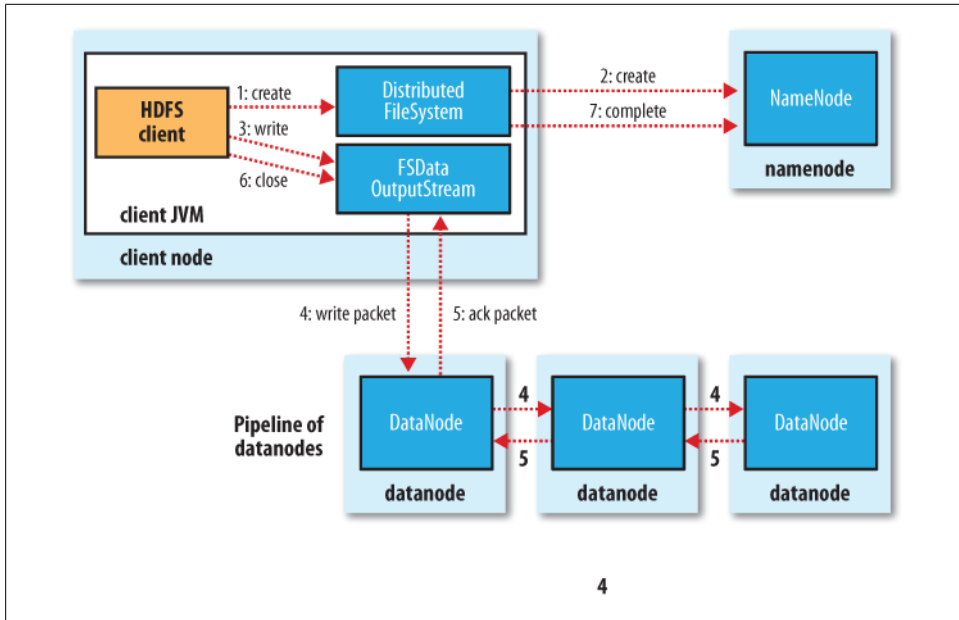 1: create
2: create
HDFS
client
Distributed
FileSystem
NameNode
3: write
7: complete
6: close
FSData
OutputStream
namenode
client JVM
client node
4: write packet
5: ack packet
Pipeline of
datanodes
DataNode
4
5
DataNode
4
5
DataNode
datanode
datanode
datanode
4